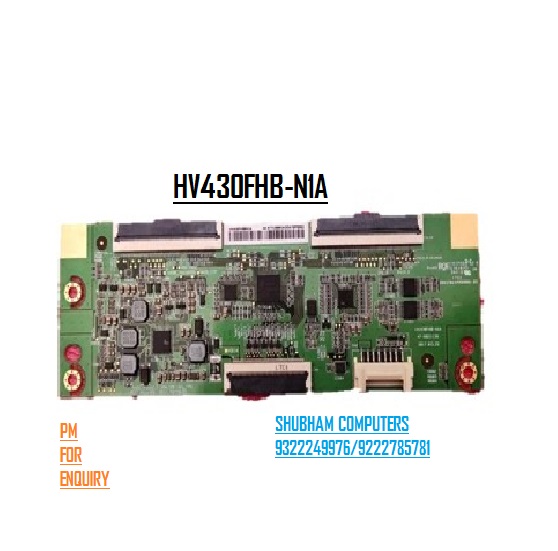 HV430FHB-N1A
SHUBHAM COMPUTERS
9322249976/9222785781
PM
FOR
ENQUIRY